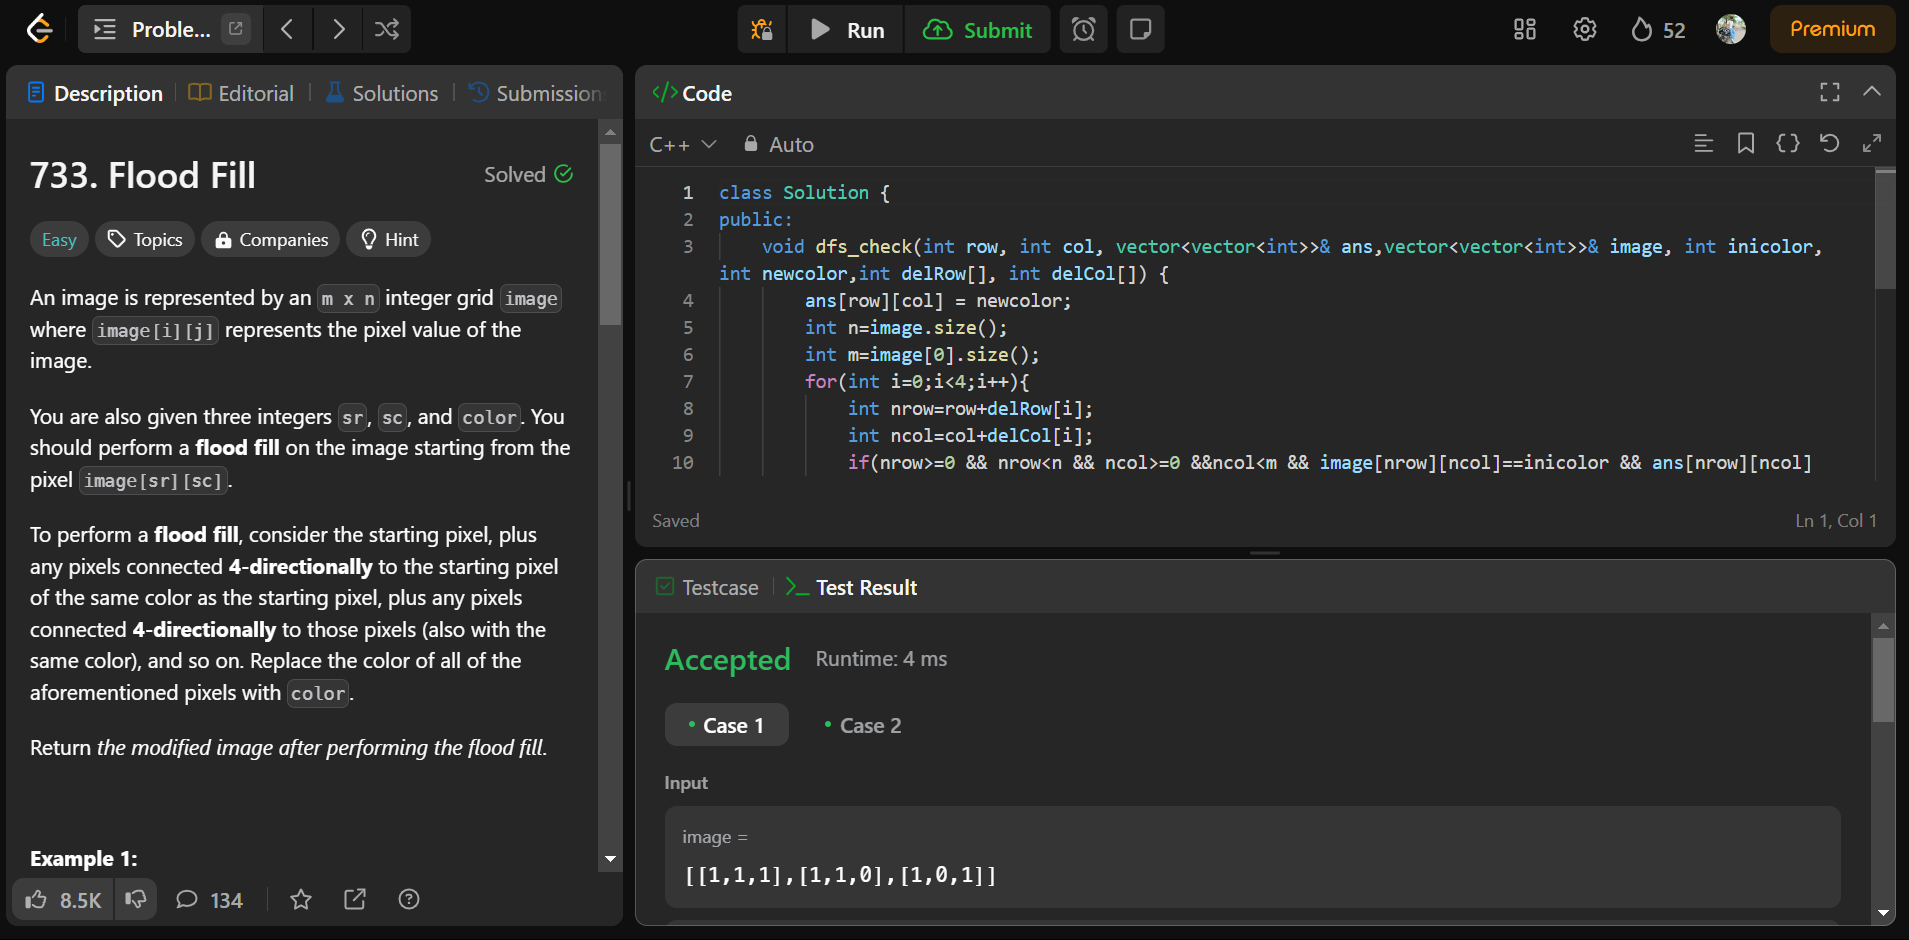 Proble...
Run
Submit
52
Premium
Description
Editorial
Solutions
Submission
733. Flood Fill
Solved
Easy
Topics
Companies
Hint
An image is represented by an m x n integer grid image
where image[i][j] represents the pixel value of the
image.
You are also given three integers sr, sc, and color. You
should perform a flood fill on the image starting from the
pixel image[sr][sc].
To perform a flood fill, consider the starting pixel, plus
any pixels connected 4-directionally to the starting pixel
of the same color as the starting pixel, plus any pixels
connected 4-directionally to those pixels (also with the
same color), and so on. Replace the color of all of the
aforementioned pixels with color.
Return the modified image after performing the flood fill.
Example 1:
8.5K
134
</> Code
C++
Auto
1 class Solution {
2 public:
3 void dfs_check(int row, int col, vector<vector<int>>& ans,vector<vector<int>>& image, int inicolor,
int newcolor,int delRow[], int delCol[]) {
4 ans[row][col] = newcolor;
5 int n=image.size();
6 int m=image[0].size();
7 for(int i=0;i<4;i++){
8 int nrow=row+delRow[i];
9 int ncol=col+delCol[i];
10 if(nrow>=0 && nrow<n && ncol>=0 &&ncol<m && image[nrow][ncol]==inicolor && ans[nrow][ncol]
Saved
Ln 1, Col 1
Testcase
Test Result
Accepted
Runtime: 4 ms
Case 1
Case 2
Input
image =
[[1,1,1],[1,1,0],[1,0,1]]